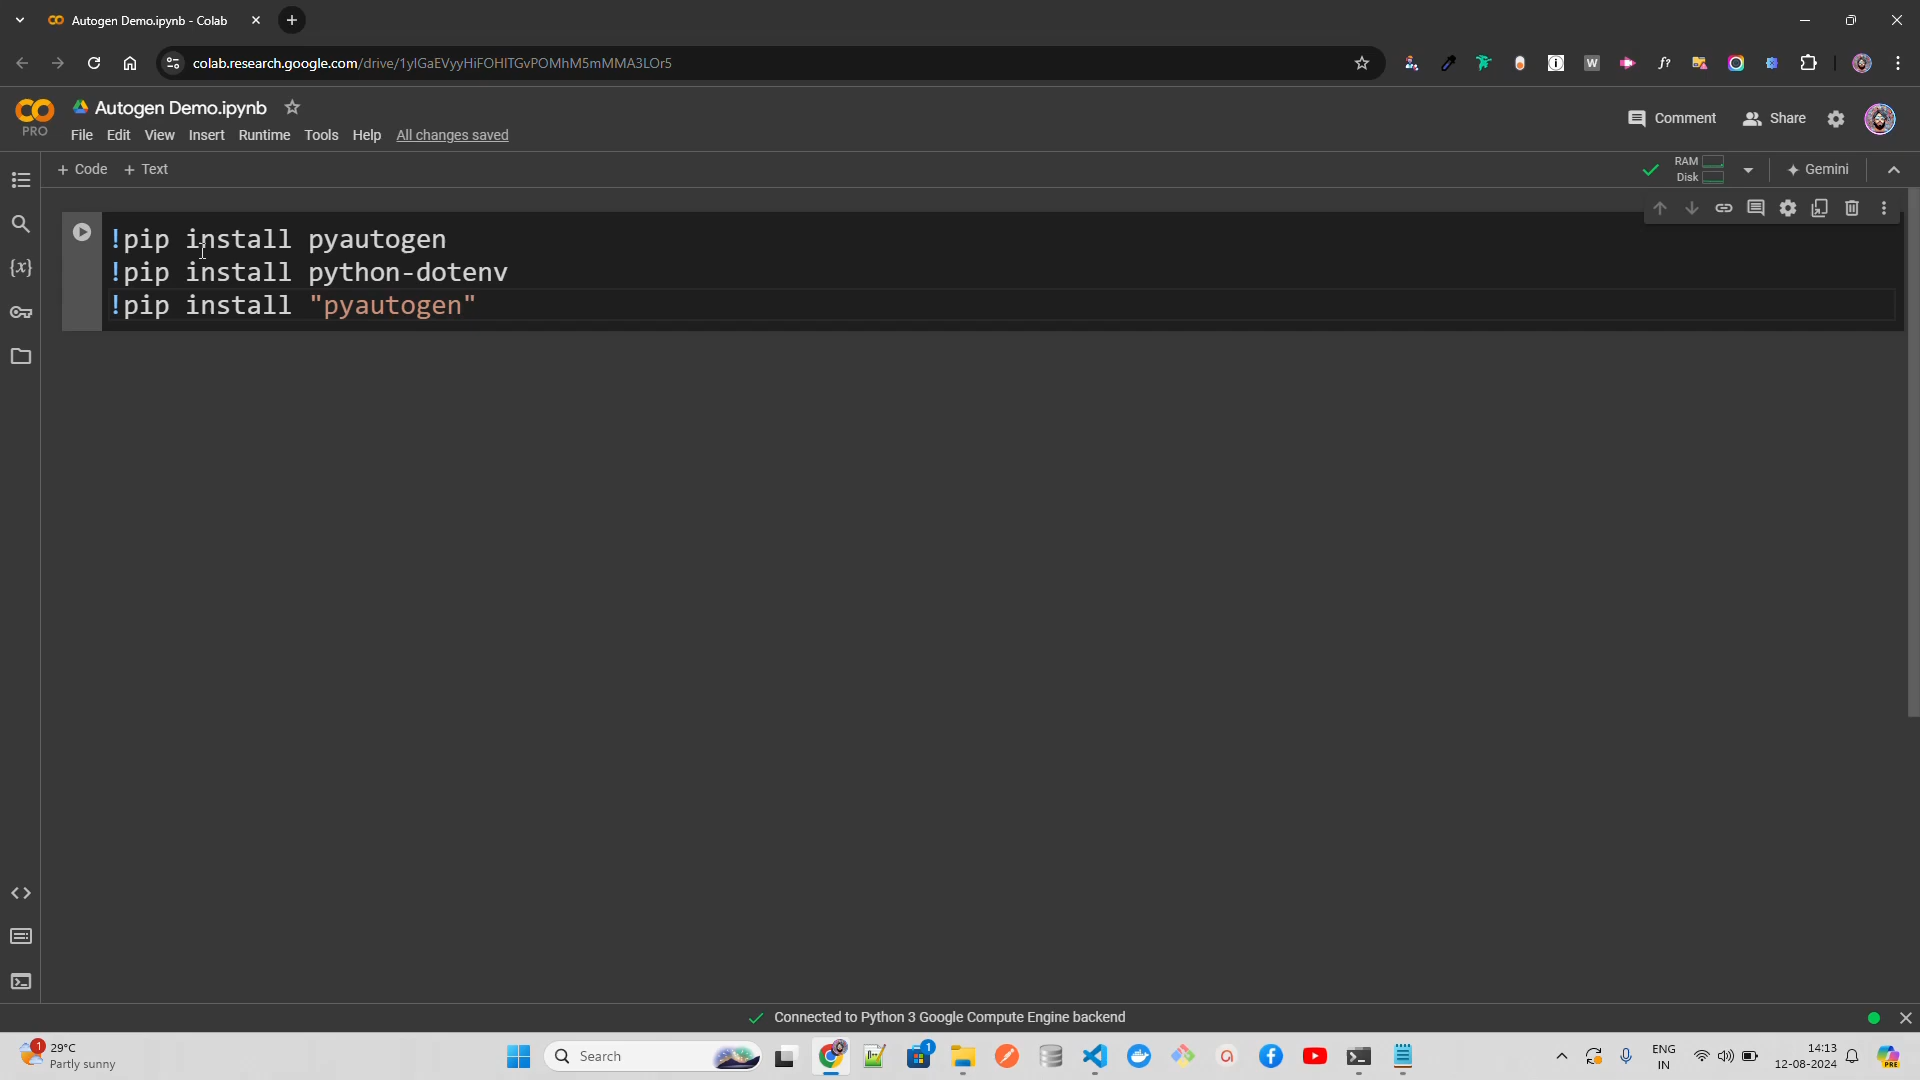 Autogen Demo.ipynb - Colab
colab.research.google.com/drive/1ylGaEVyyHiFOHITGvPOMhM5mMMA3LOr5
PRO
Autogen Demo.ipynb
File Edit View Insert Runtime Tools Help All changes saved
Comment Share
+ Code + Text
RAM
Disk
Gemini
{x}
!pip install pyautogen
!pip install python-dotenv
!pip install "pyautogen"
Connected to Python 3 Google Compute Engine backend
1
29°C
Partly sunny
Search
1
ENG
IN
14:13
12-08-2024
PRE